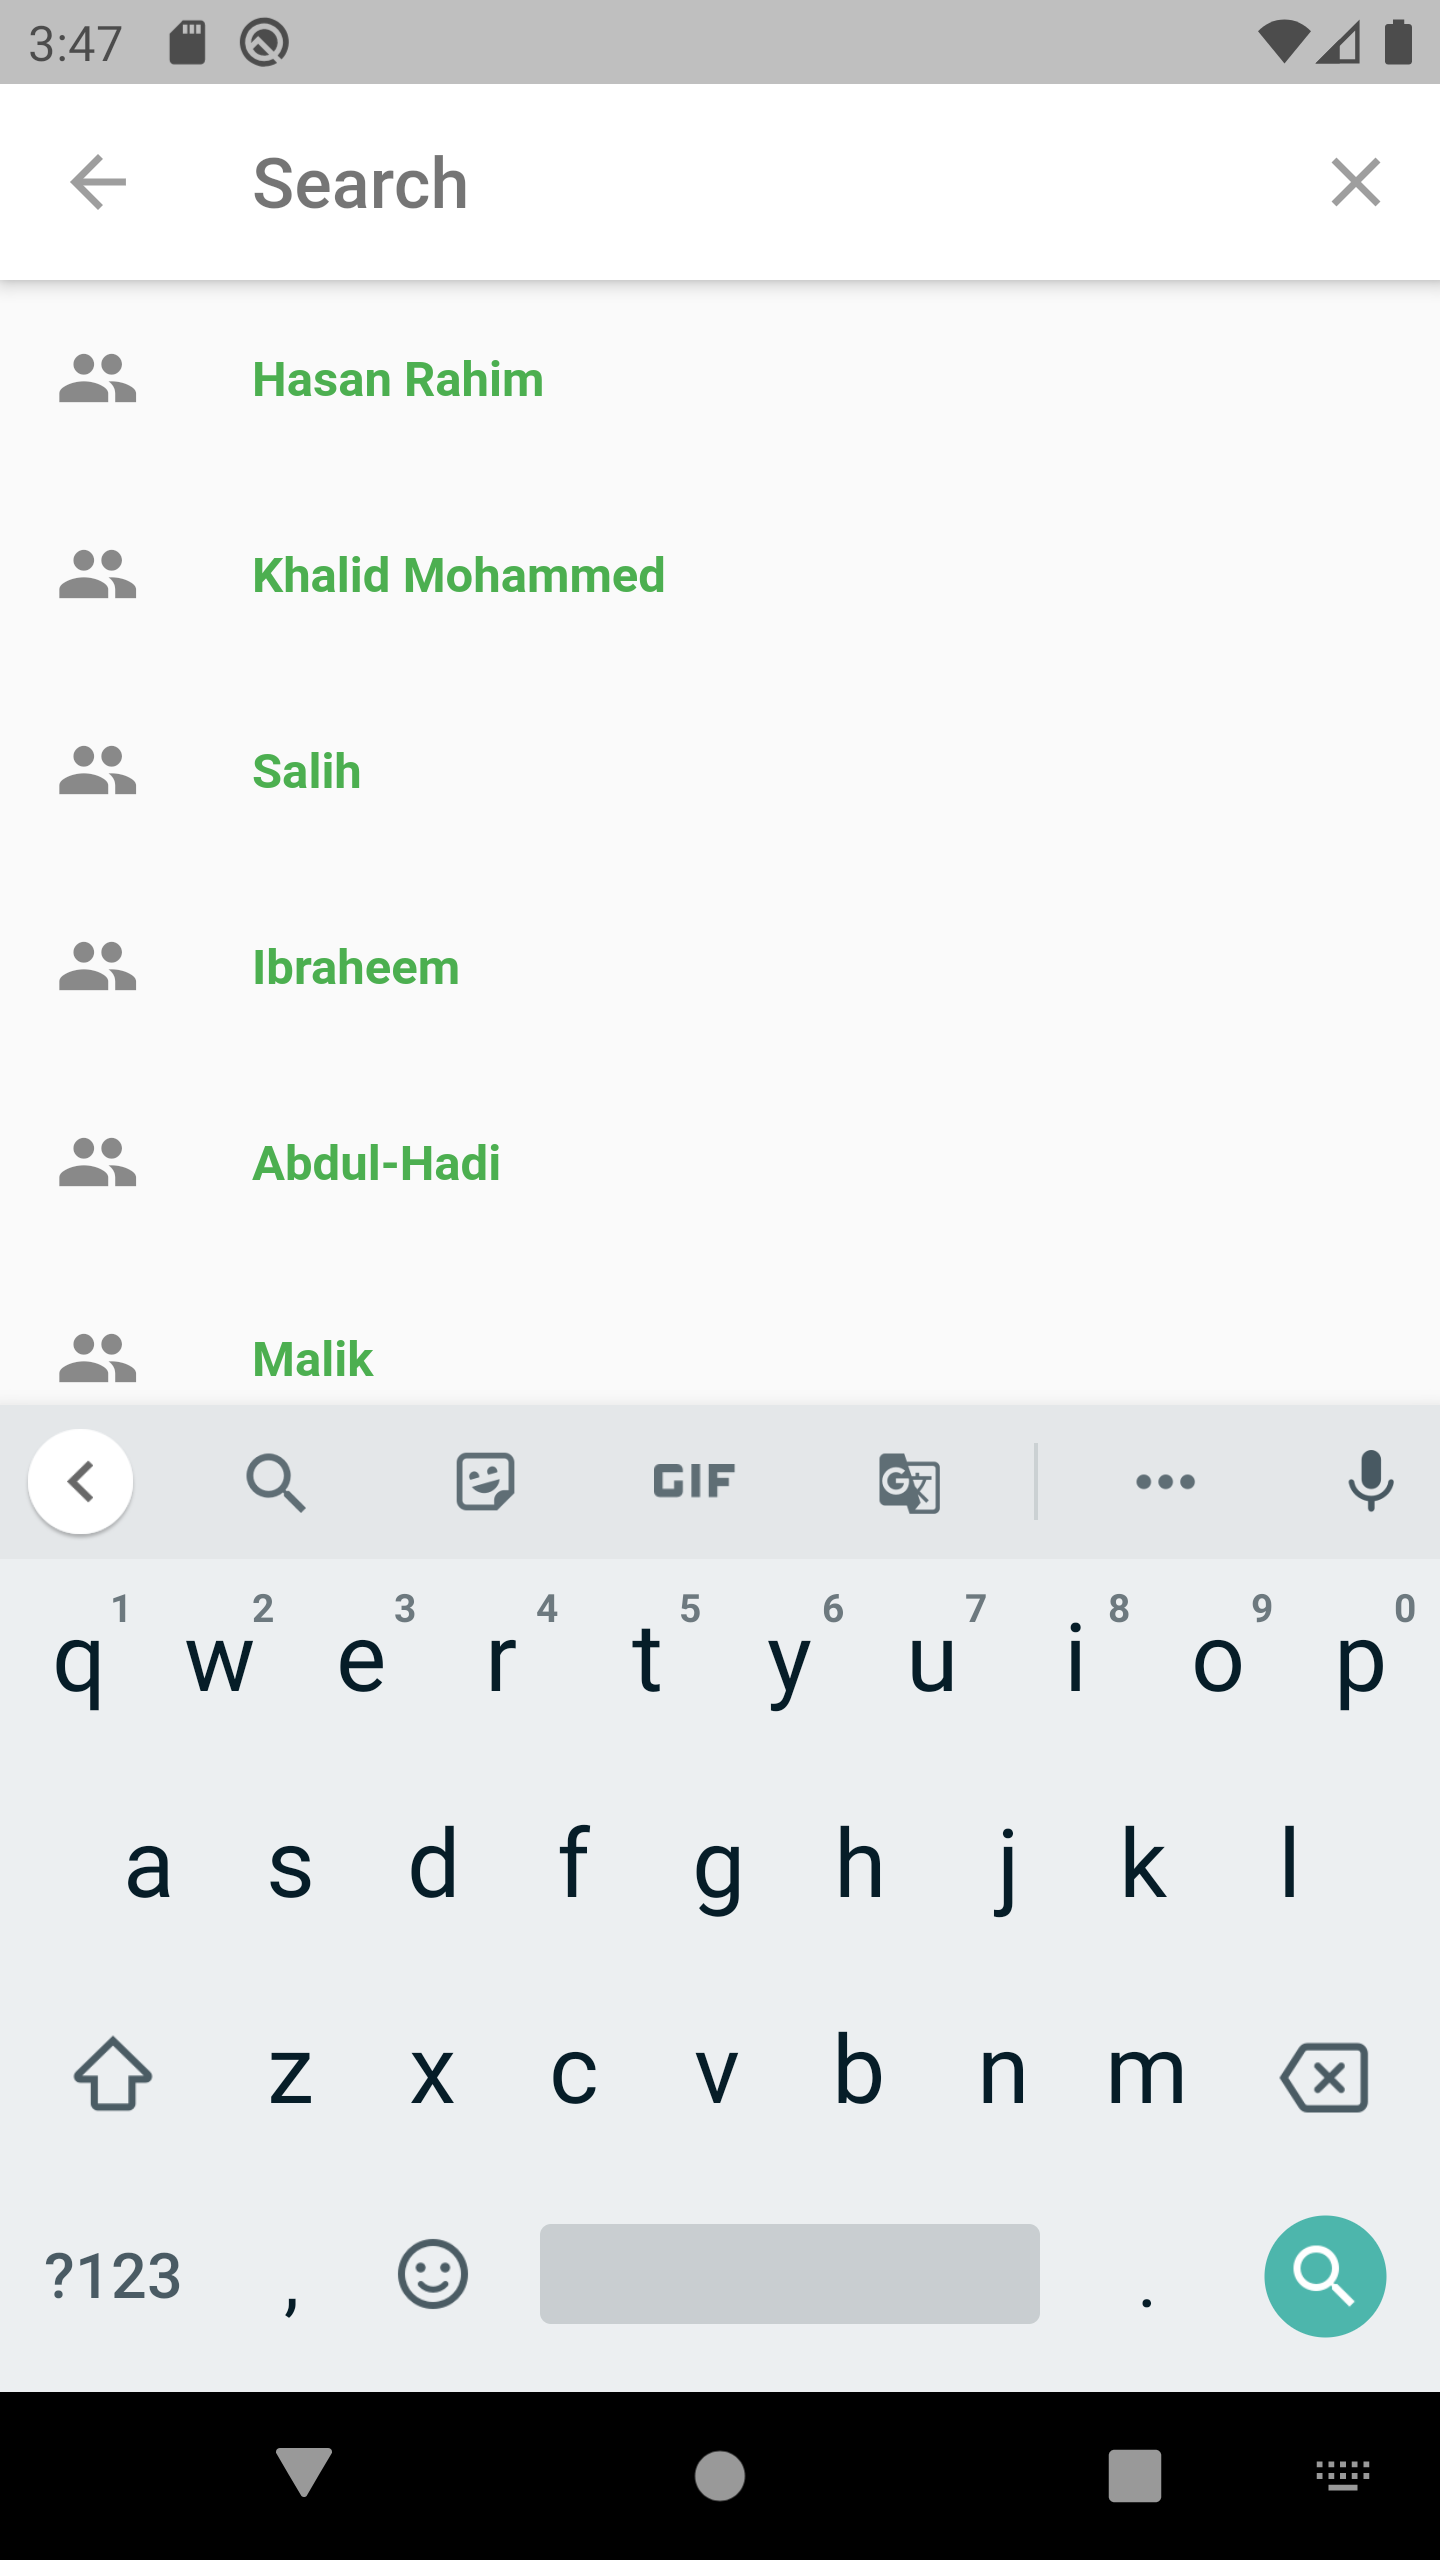 3:47
Search
Hasan Rahim
Khalid Mohammed
Salih
Ibraheem
Abdul-Hadi
Malik
GIF
1 2 3 4 5 6 7 8 9 0
q w e r t y u i o p
a s d f g h j k l
z x c v b n m
?123 , .